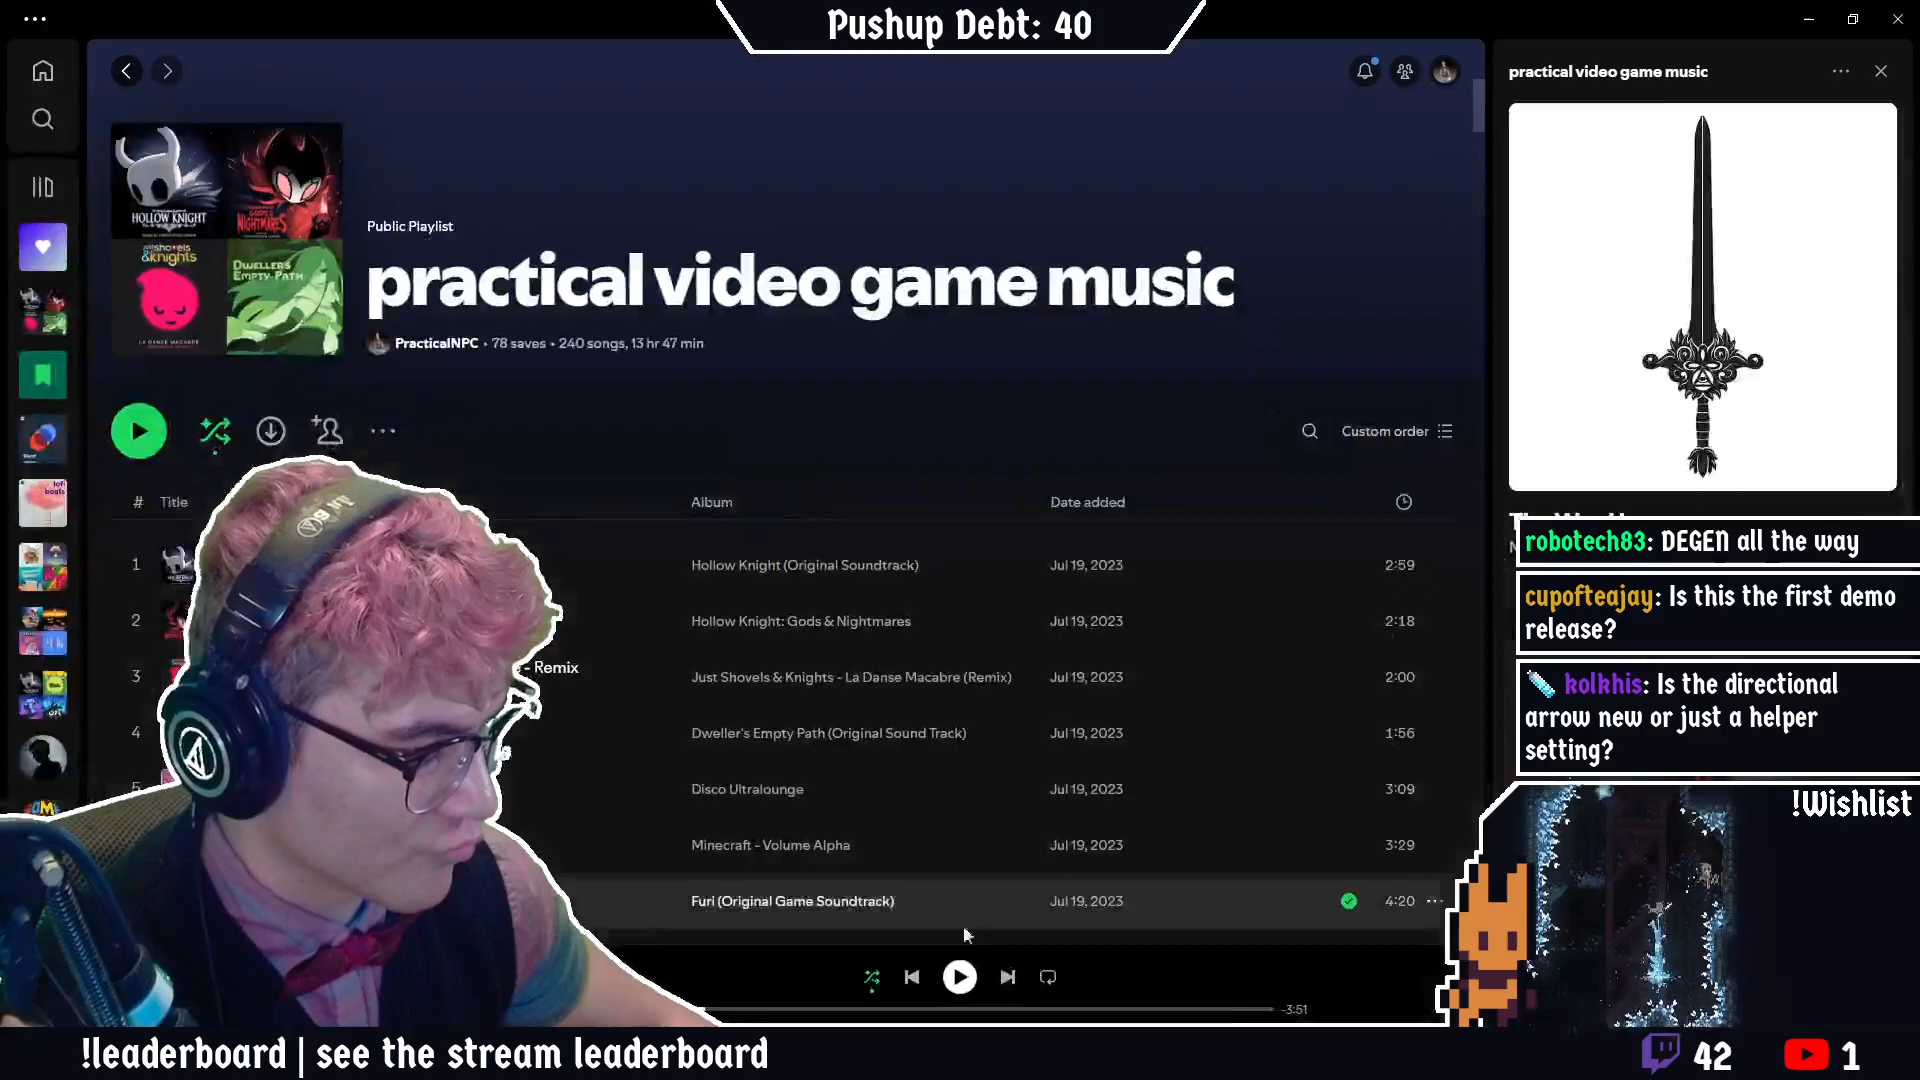 Pushup Debt: 40
practical video game music
HOLLOW KNIGHT
NIGHTMARES
just shovels
&knights
LA DANSE MACABRE
DWELLER'S
EMPTY PATH
Public Playlist
practical video game music
PracticalNPC • 78 saves • 240 songs, 13 hr 47 min
Custom order
# Title Album Date added
1 Hollow Knight (Original Soundtrack) Jul 19, 2023 2:59
2 Hollow Knight: Gods & Nightmares Jul 19, 2023 2:18
- Remix
3 Just Shovels & Knights - La Danse Macabre (Remix) Jul 19, 2023 2:00
4 Dweller's Empty Path (Original Sound Track) Jul 19, 2023 1:56
5 Disco Ultralounge Jul 19, 2023 3:09
Minecraft - Volume Alpha Jul 19, 2023 3:29
Furi (Original Game Soundtrack) Jul 19, 2023 4:20
-3:51
lofi
beats
robotech83: DEGEN all the way
cupofteajay: Is this the first demo
release?
kolkhis: Is the directional
arrow new or just a helper
setting?
!Wishlist
!leaderboard | see the stream leaderboard
42
1